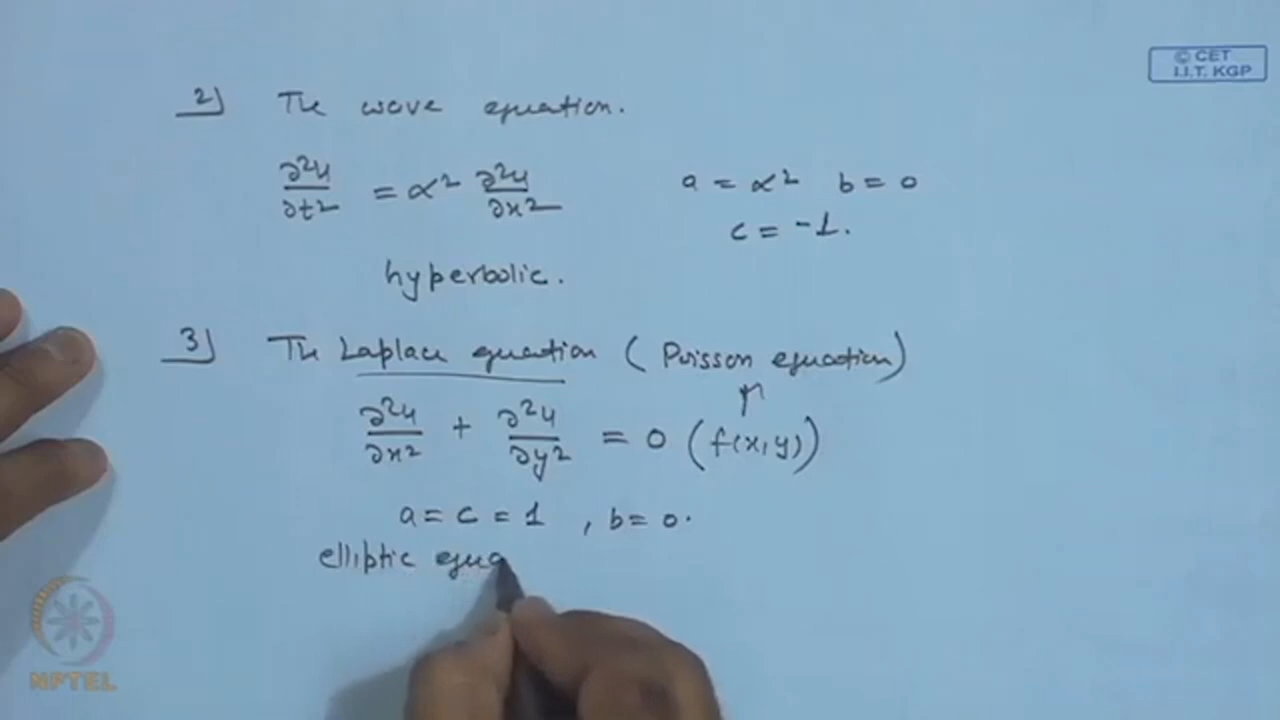 © CET
I.I.T. KGP
2) The wave equation.
∂²u/∂t² = α² ∂²u/∂x²   a = α²   b = 0
c = -1.
hyperbolic.
3) The Laplace equation (Poisson equation)
∂²u/∂x² + ∂²u/∂y² = 0 (f(x,y))
a = c = 1 , b = 0.
elliptic equa
NPTEL